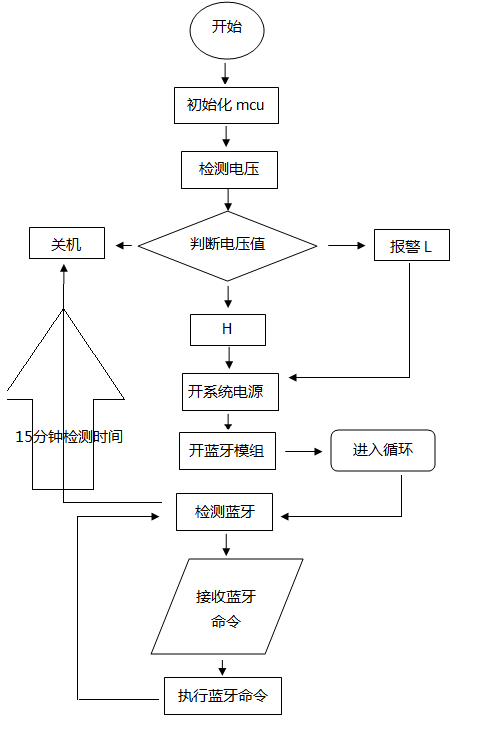 开始
初始化 mcu
检测电压
判断电压值
关机
报警 L
H
开系统电源
开蓝牙模组
进入循环
15分钟检测时间
检测蓝牙
接收蓝牙
命令
执行蓝牙命令